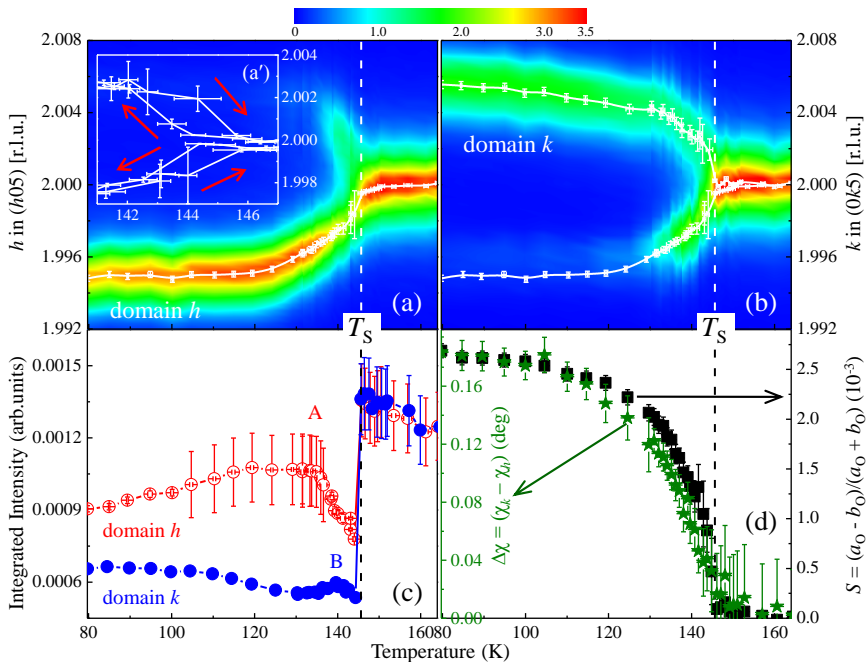 0 1 2 3 3.5
2.008
2.004
2.000
1.996
1.992
h in (h05) [r.l.u.]
(a')
2.004
2.002
2.000
1.998
142 144 146
domain h
(a)
domain k
(b)
2.008
2.004
2.000
1.996
1.992
k in (0k5) [r.l.u.]
T_S
T_S
0.0015
0.0012
0.0009
0.0006
Integrated Intensity (arb.units)
A
domain h
B
domain k
(c)
80 100 120 140 160
0.16
0.12
0.08
0.04
0.00
Δχ = (χ_k − χ_h) (deg)
(d)
2.5
2.0
1.5
1.0
0.5
0.0
S = (a_O - b_O)/(a_O + b_O) (10^-3)
80 100 120 140 160
Temperature (K)